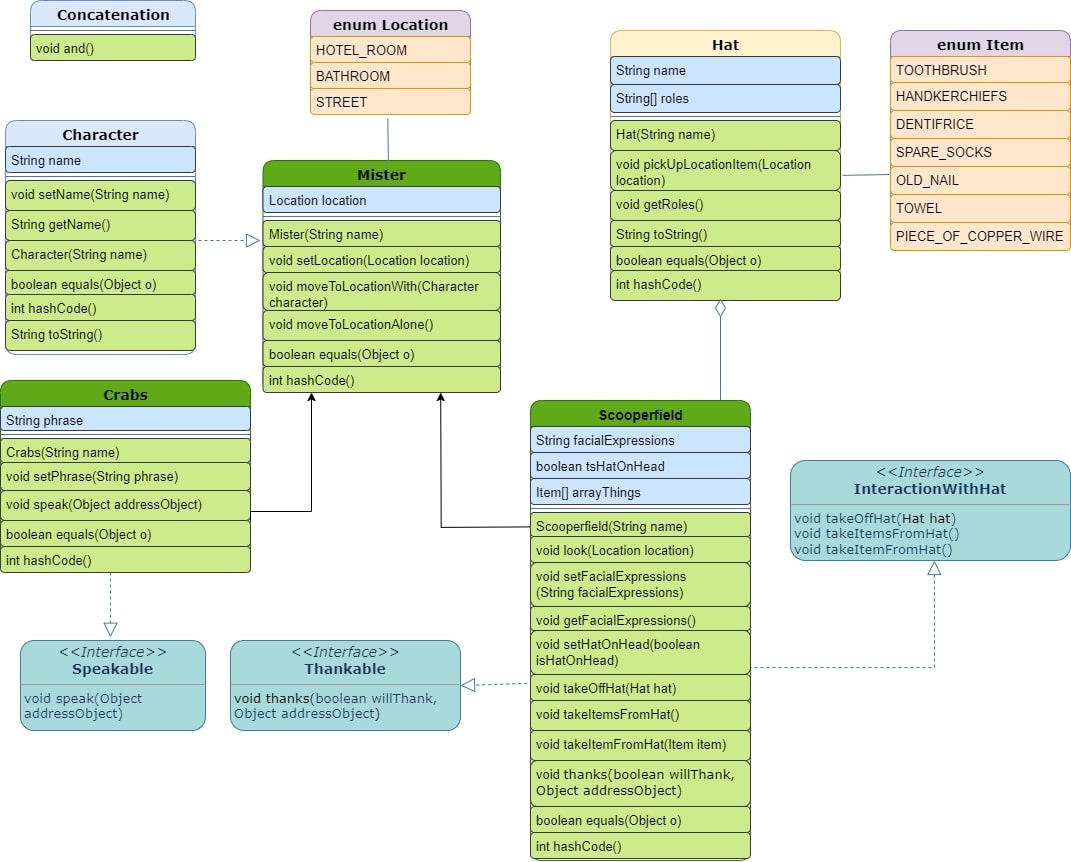 Concatenation
void and()
enum Location
HOTEL_ROOM
BATHROOM
STREET
Hat
String name
String[] roles
Hat(String name)
void pickUpLocationItem(Location
location)
void getRoles()
String toString()
boolean equals(Object o)
int hashCode()
enum Item
TOOTHBRUSH
HANDKERCHIEFS
DENTIFRICE
SPARE_SOCKS
OLD_NAIL
TOWEL
PIECE_OF_COPPER_WIRE
Character
String name
void setName(String name)
String getName()
Character(String name)
boolean equals(Object o)
int hashCode()
String toString()
Mister
Location location
Mister(String name)
void setLocation(Location location)
void moveToLocationWith(Character
character)
void moveToLocationAlone()
boolean equals(Object o)
int hashCode()
Crabs
String phrase
Crabs(String name)
void setPhrase(String phrase)
void speak(Object addressObject)
boolean equals(Object o)
int hashCode()
Scooperfield
String facialExpressions
boolean tsHatOnHead
Item[] arrayThings
Scooperfield(String name)
void look(Location location)
void setFacialExpressions
(String facialExpressions)
void getFacialExpressions()
void setHatOnHead(boolean
isHatOnHead)
void takeOffHat(Hat hat)
void takeItemsFromHat()
void takeItemFromHat(Item item)
void thanks(boolean willThank,
Object addressObject)
boolean equals(Object o)
int hashCode()
<<Interface>>
InteractionWithHat
void takeOffHat(Hat hat)
void takeItemsFromHat()
void takeItemFromHat()
<<Interface>>
Speakable
void speak(Object
addressObject)
<<Interface>>
Thankable
void thanks(boolean willThank,
Object addressObject)